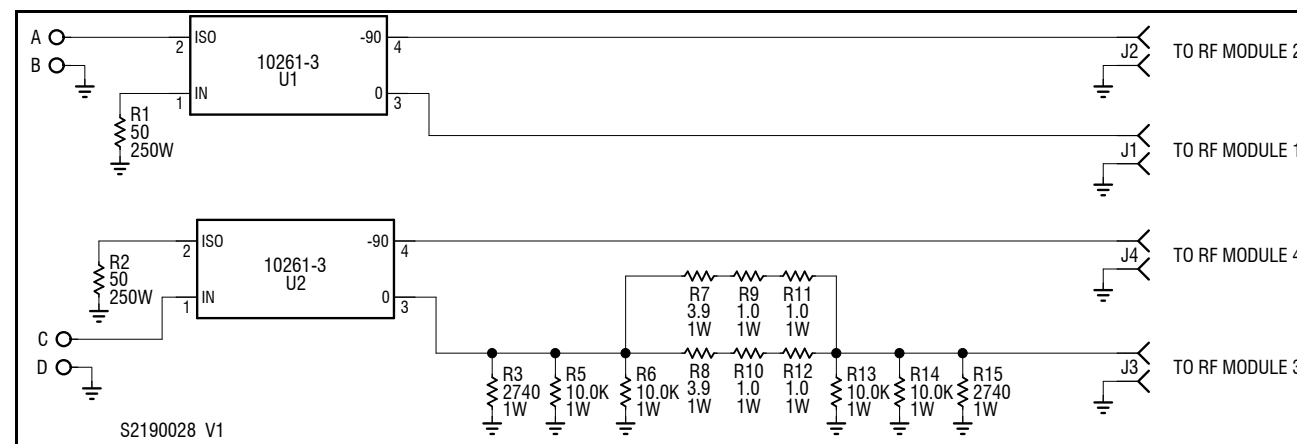 A
B
2
ISO
-90
4
10261-3
U1
1
IN
0
3
R1
50
250W
J2
TO RF MODULE 2
J1
TO RF MODULE 1
2
ISO
-90
4
10261-3
U2
1
IN
0
3
R2
50
250W
C
D
J4
TO RF MODULE 4
R7
3.9
1W
R9
1.0
1W
R11
1.0
1W
R8
3.9
1W
R10
1.0
1W
R12
1.0
1W
R3
2740
1W
R5
10.0K
1W
R6
10.0K
1W
R13
10.0K
1W
R14
10.0K
1W
R15
2740
1W
J3
TO RF MODULE 3
S2190028 V1